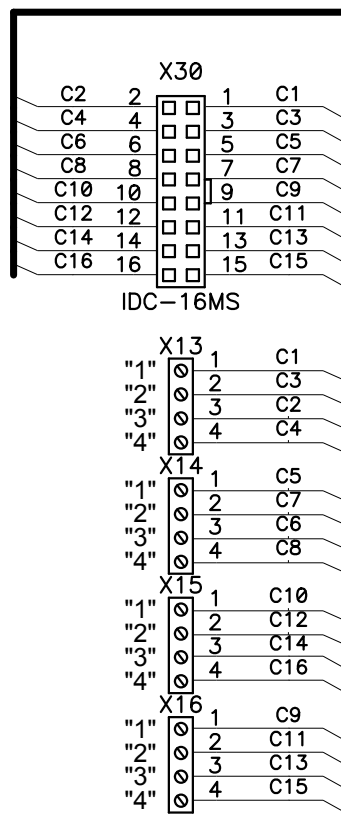 X30
C2 2 1 C1
C4 4 3 C3
C6 6 5 C5
C8 8 7 C7
C10 10 9 C9
C12 12 11 C11
C14 14 13 C13
C16 16 15 C15
IDC-16MS
X13
"1" 1 C1
"2" 2 C3
"3" 3 C2
"4" 4 C4
X14
"1" 1 C5
"2" 2 C7
"3" 3 C6
"4" 4 C8
X15
"1" 1 C10
"2" 2 C12
"3" 3 C14
"4" 4 C16
X16
"1" 1 C9
"2" 2 C11
"3" 3 C13
"4" 4 C15